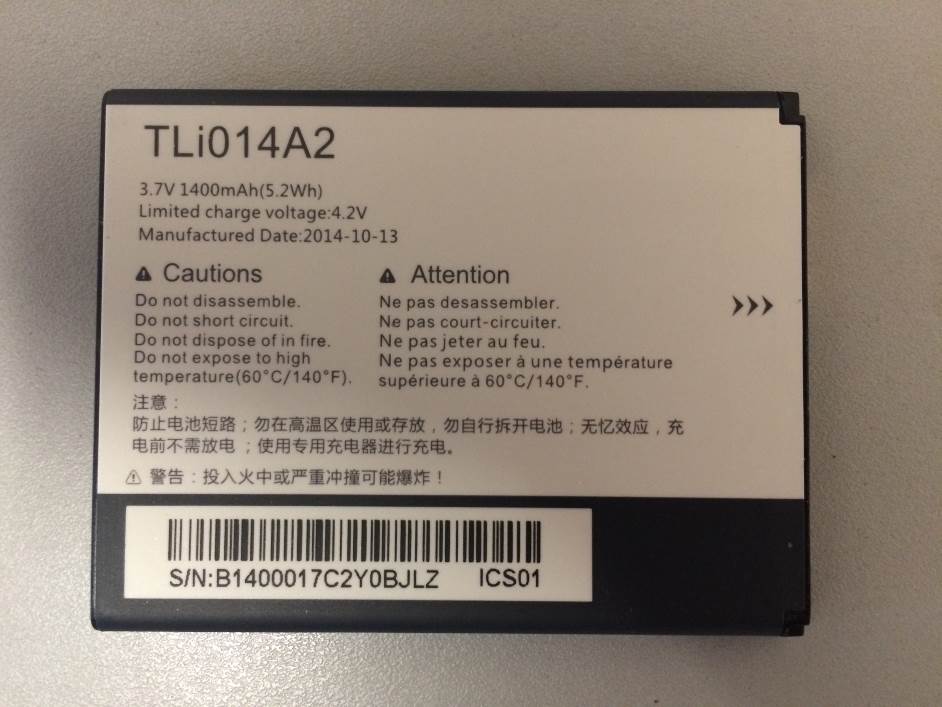 TLi014A2
3.7V 1400mAh(5.2Wh)
Limited charge voltage:4.2V
Manufactured Date:2014-10-13
Cautions
Do not disassemble.
Do not short circuit.
Do not dispose of in fire.
Do not expose to high
temperature(60°C/140°F).
Attention
Ne pas desassembler.
Ne pas court-circuiter.
Ne pas jeter au feu.
Ne pas exposer à une température
supérieure à 60°C/140°F.
注意：
防止电池短路；勿在高温区使用或存放，勿自行拆开电池；无忆效应，充
电前不需放电；使用专用充电器进行充电。
警告：投入火中或严重冲撞可能爆炸！
S/N:B1400017C2Y0BJLZ ICS01